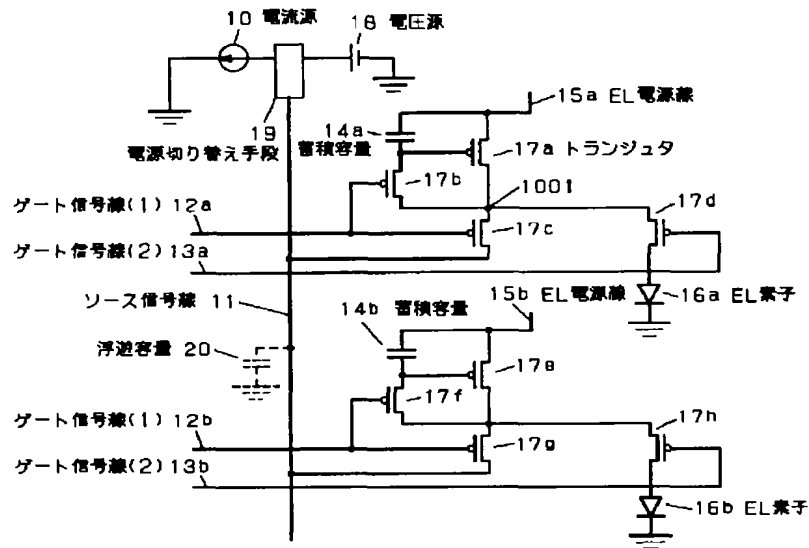 10 電流源
18 電圧源
19
電源切り替え手段
14a
蓄積容量
15a EL電源線
17a トランジュタ
17b
1001
17d
17c
ゲート信号線(1) 12a
ゲート信号線(2) 13a
ソース信号線 11
16a EL素子
14b 蓄積容量
15b EL電源線
浮遊容量 20
17e
17f
17h
ゲート信号線(1) 12b
17g
ゲート信号線(2) 13b
16b EL素子